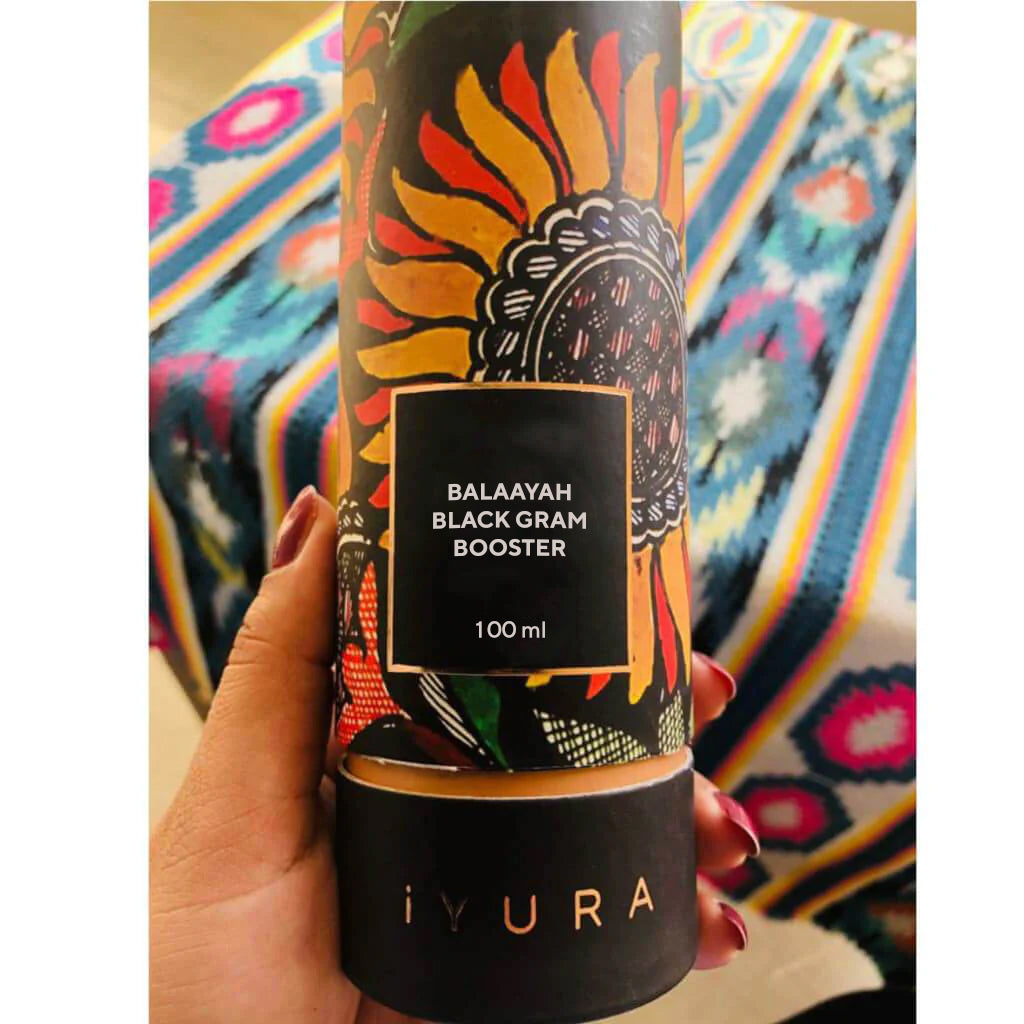 BALAAYAH
BLACK GRAM
BOOSTER
100 ml
iYURA